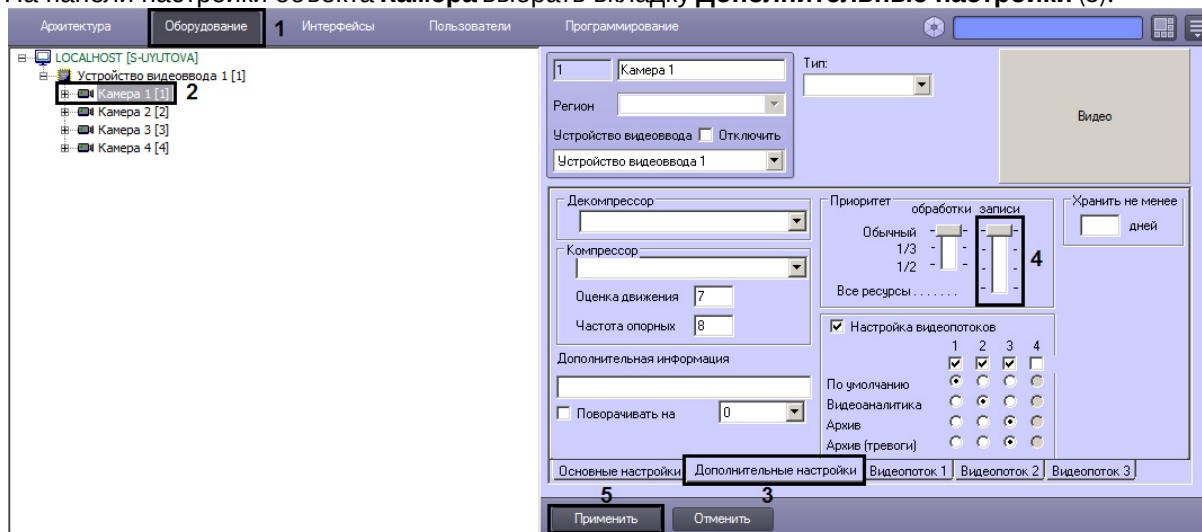 На панели настройки объекта Камера выбрать вкладку Дополнительные настройки (3).
Архитектура Оборудование 1 Интерфейсы Пользователи Программирование
LOCALHOST [S-UYUTOVA]
Устройство видеоввода 1 [1]
Камера 1 [1] 2
Камера 2 [2]
Камера 3 [3]
Камера 4 [4]
1 Камера 1
Тип:
Регион
Видео
Устройство видеоввода Отключить
Устройство видеоввода 1
Декомпрессор
Компрессор
Оценка движения 7
Частота опорных 8
Дополнительная информация
Поворачивать на 0
Приоритет
обработки записи
Обычный
1/3
1/2
4
Все ресурсы . . . . . . .
Хранить не менее
дней
Настройка видеопотоков
1 2 3 4
По умолчанию
Видеоаналитика
Архив
Архив (тревоги)
Основные настройки Дополнительные настройки Видеопоток 1 Видеопоток 2 Видеопоток 3
5 3
Применить Отменить